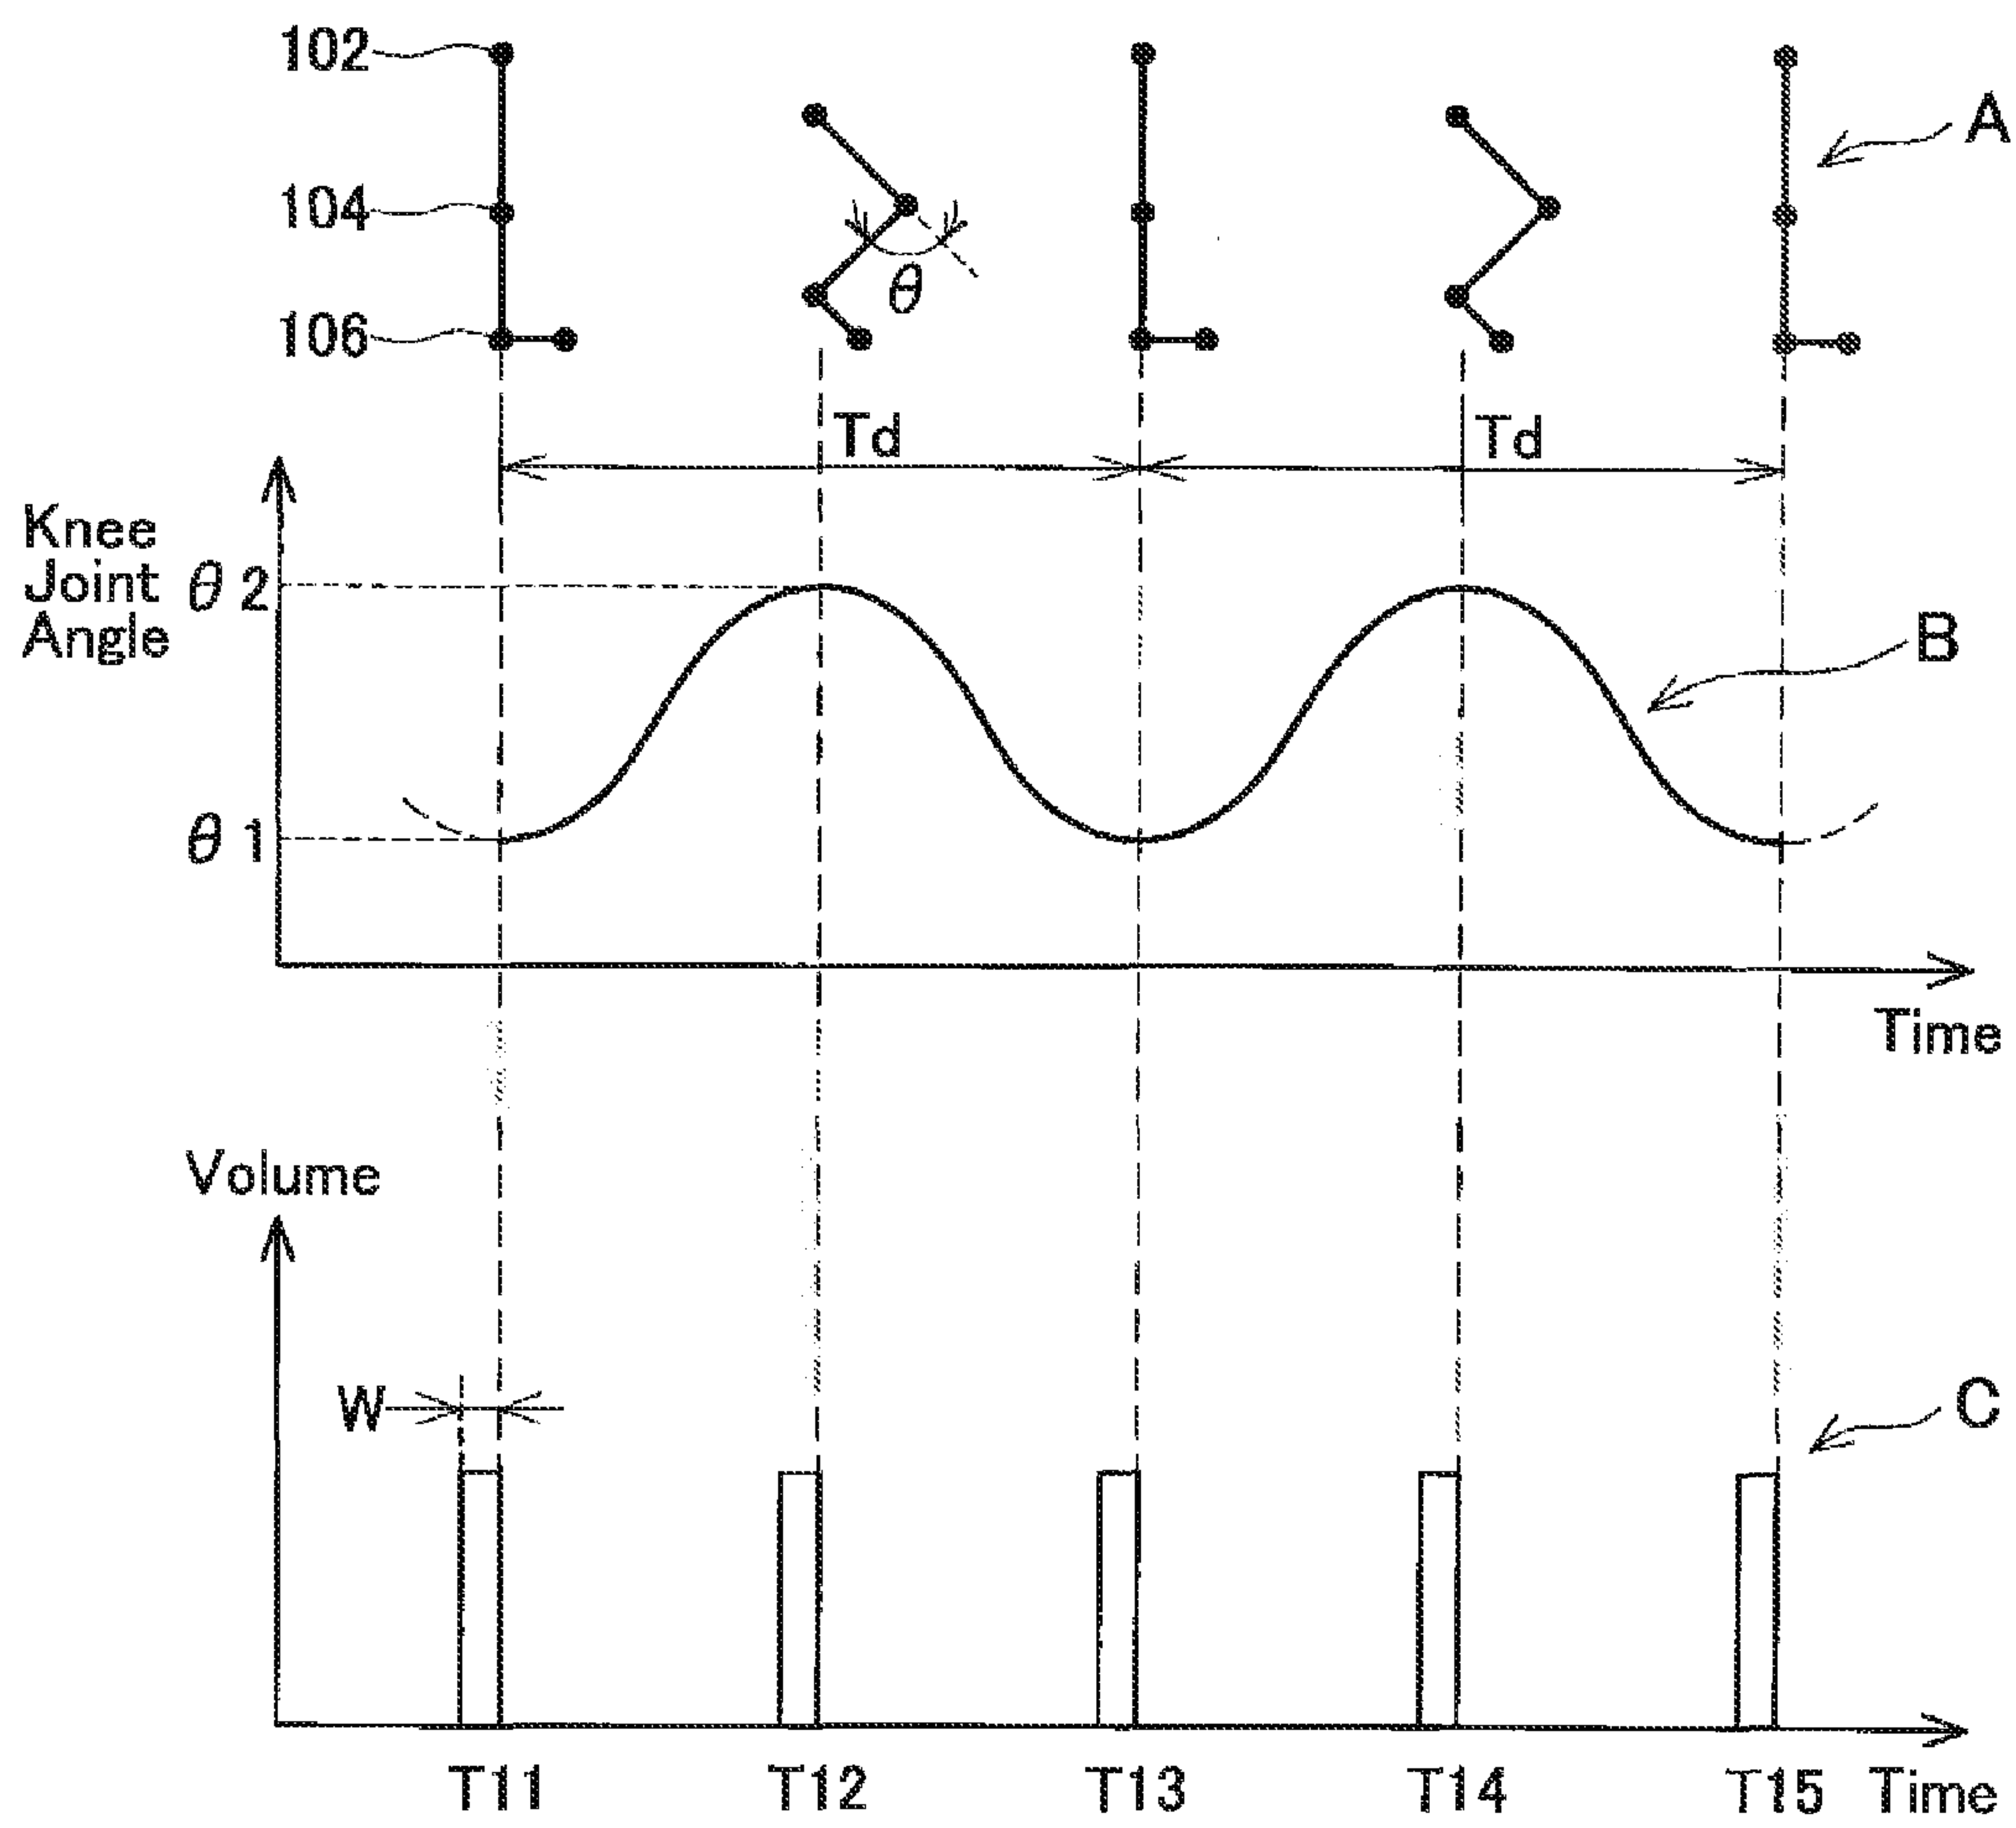 102
A
104
θ
106
Td
Td
Knee
Joint
Angle
θ 2
B
θ 1
Time
Volume
W
C
T11
T12
T13
T14
T15
Time